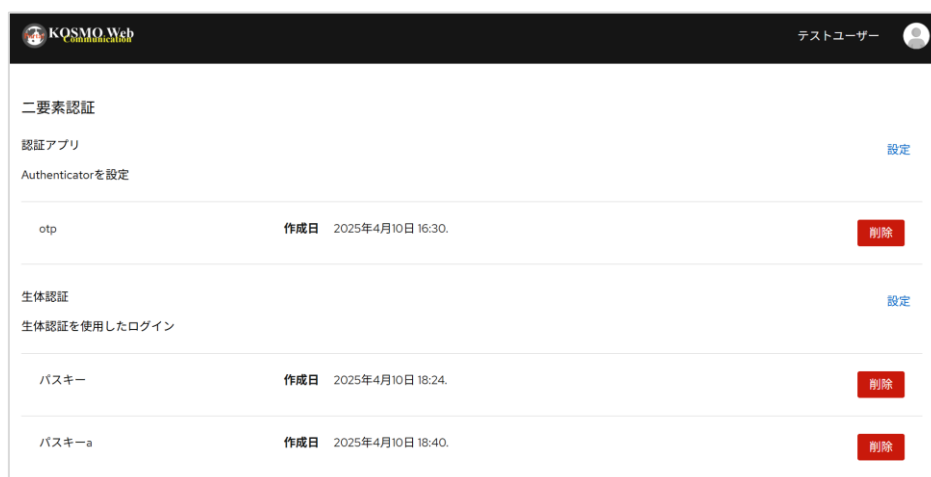 KOSMO.Web
Communication
テストユーザー
二要素認証
認証アプリ
設定
Authenticatorを設定
otp 作成日 2025年4月10日 16:30. 削除
生体認証
設定
生体認証を使用したログイン
パスキー 作成日 2025年4月10日 18:24. 削除
パスキーa 作成日 2025年4月10日 18:40. 削除